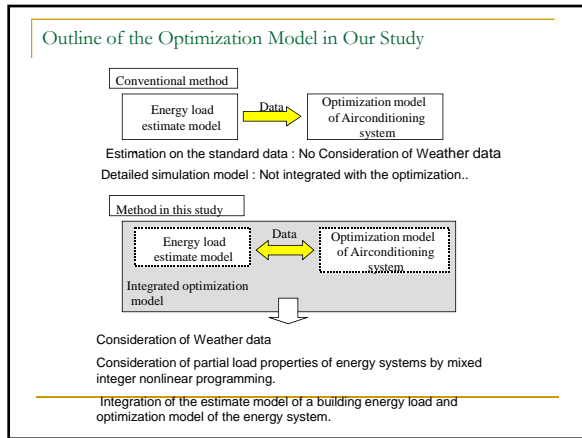 Outline of the Optimization Model in Our Study
Conventional method
Energy load
estimate model
Data
Optimization model
of Airconditioning
system
Estimation on the standard data : No Consideration of Weather data
Detailed simulation model : Not integrated with the optimization..
Method in this study
Energy load
estimate model
Data
Optimization model
of Airconditioning
system
Integrated optimization
model
Consideration of Weather data
Consideration of partial load properties of energy systems by mixed
integer nonlinear programming.
Integration of the estimate model of a building energy load and
optimization model of the energy system.